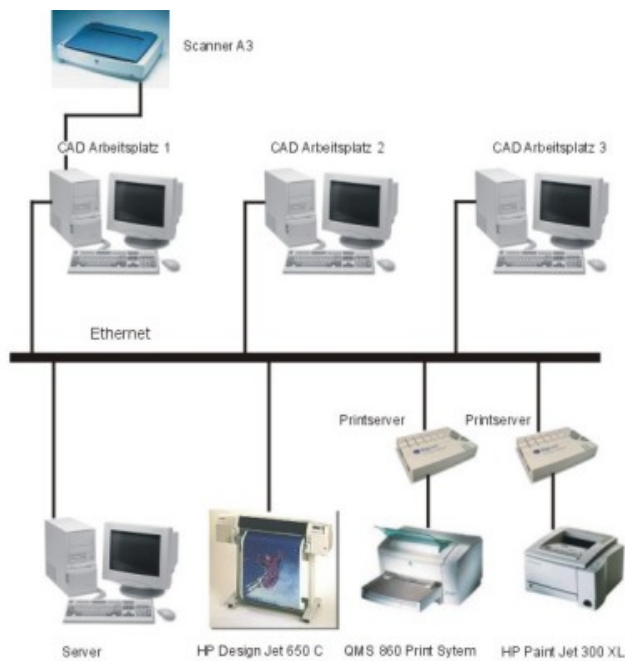 Scanner A3
CAD Arbeitsplatz 1
CAD Arbeitsplatz 2
CAD Arbeitsplatz 3
Ethernet
Printserver
Printserver
Server
HP Design Jet 650 C
QMS 860 Print Sytem
HP Paint Jet 300 XL